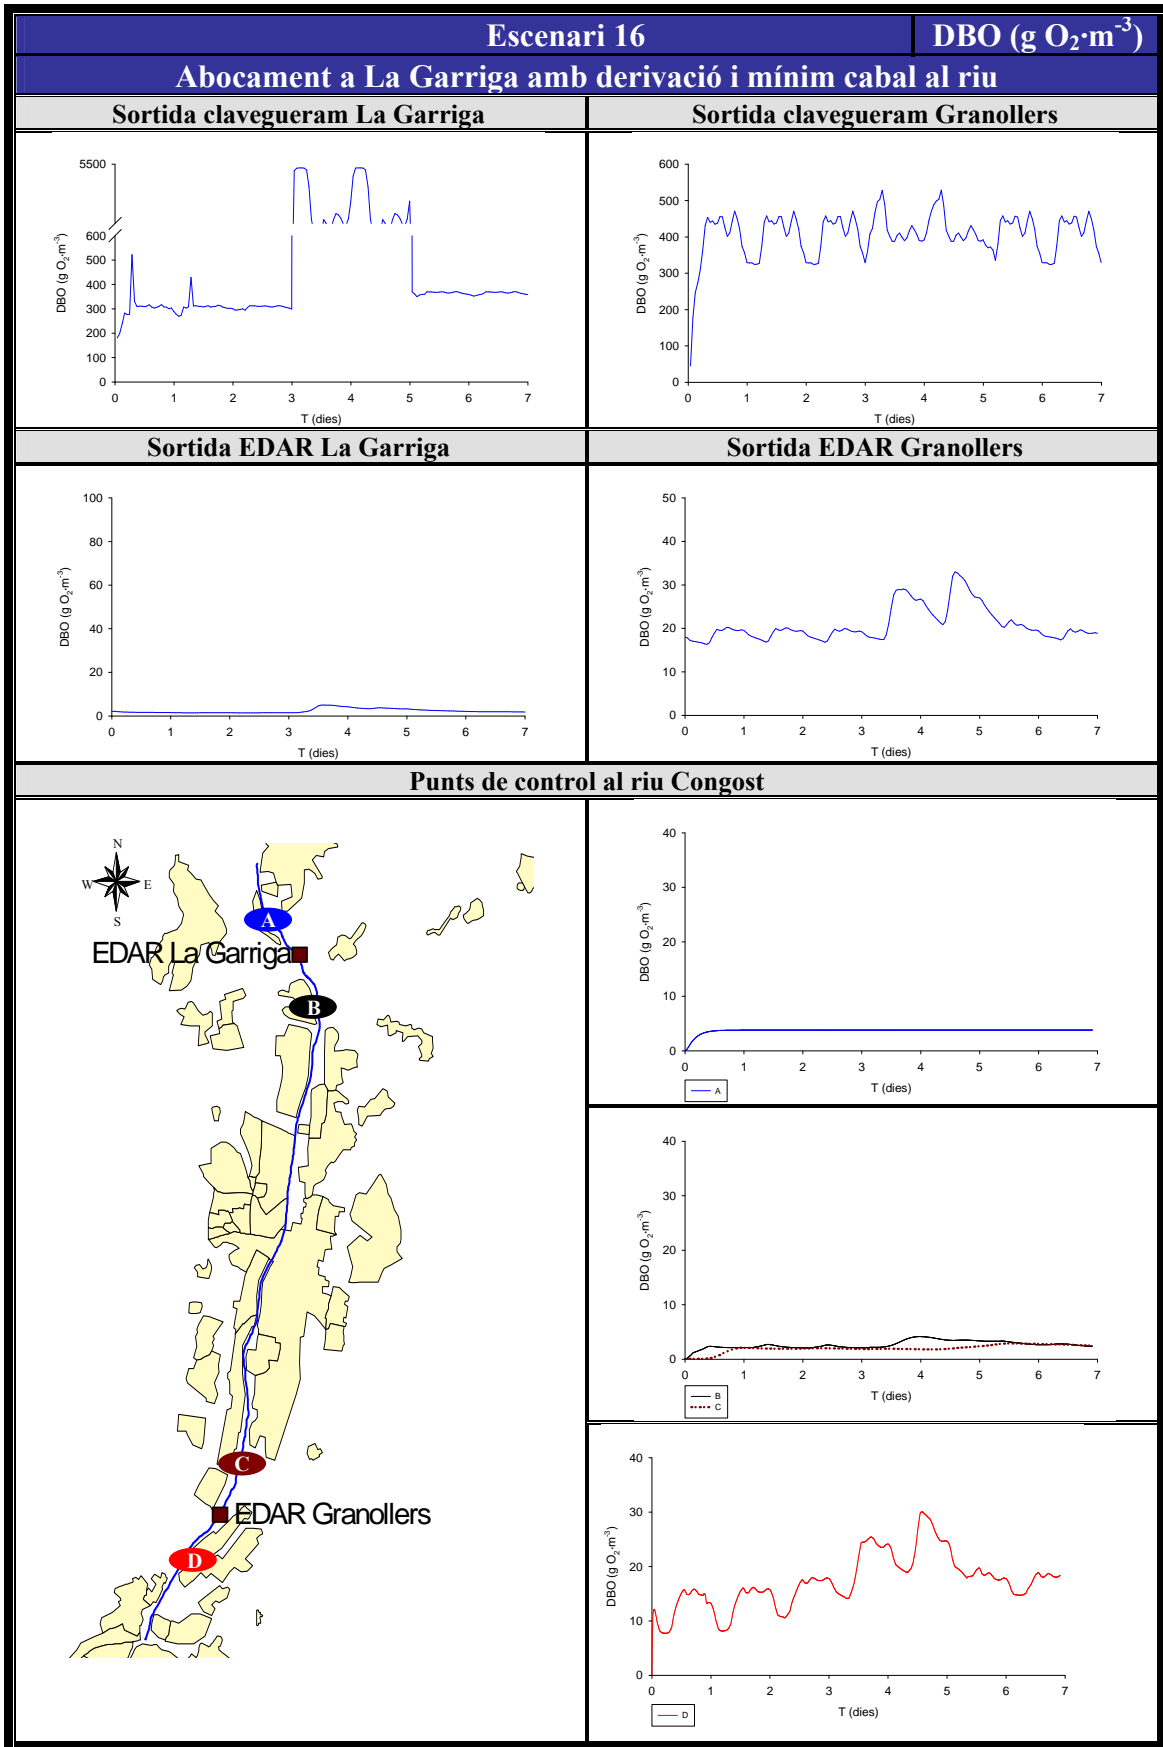 Escenari 16
DBO (g O2·m-3)
Abocament a La Garriga amb derivació i mínim cabal al riu
Sortida clavegueram La Garriga
Sortida clavegueram Granollers
5500
600
500
400
300
200
100
0
DBO (g O2·m-3)
0 1 2 3 4 5 6 7
T (dies)
600
500
400
300
200
100
0
DBO (g O2·m-3)
0 1 2 3 4 5 6 7
T (dies)
Sortida EDAR La Garriga
Sortida EDAR Granollers
100
80
60
40
20
0
DBO (g O2·m-3)
0 1 2 3 4 5 6 7
T (dies)
50
40
30
20
10
0
DBO (g O2·m-3)
0 1 2 3 4 5 6 7
T (dies)
Punts de control al riu Congost
N
W E
S
A
EDAR La Garriga
B
C
EDAR Granollers
D
40
30
20
10
0
DBO (g O2·m-3)
0 1 2 3 4 5 6 7
T (dies)
A
40
30
20
10
0
DBO (g O2·m-3)
0 1 2 3 4 5 6 7
T (dies)
B
C
40
30
20
10
0
DBO (g O2·m-3)
0 1 2 3 4 5 6 7
T (dies)
D